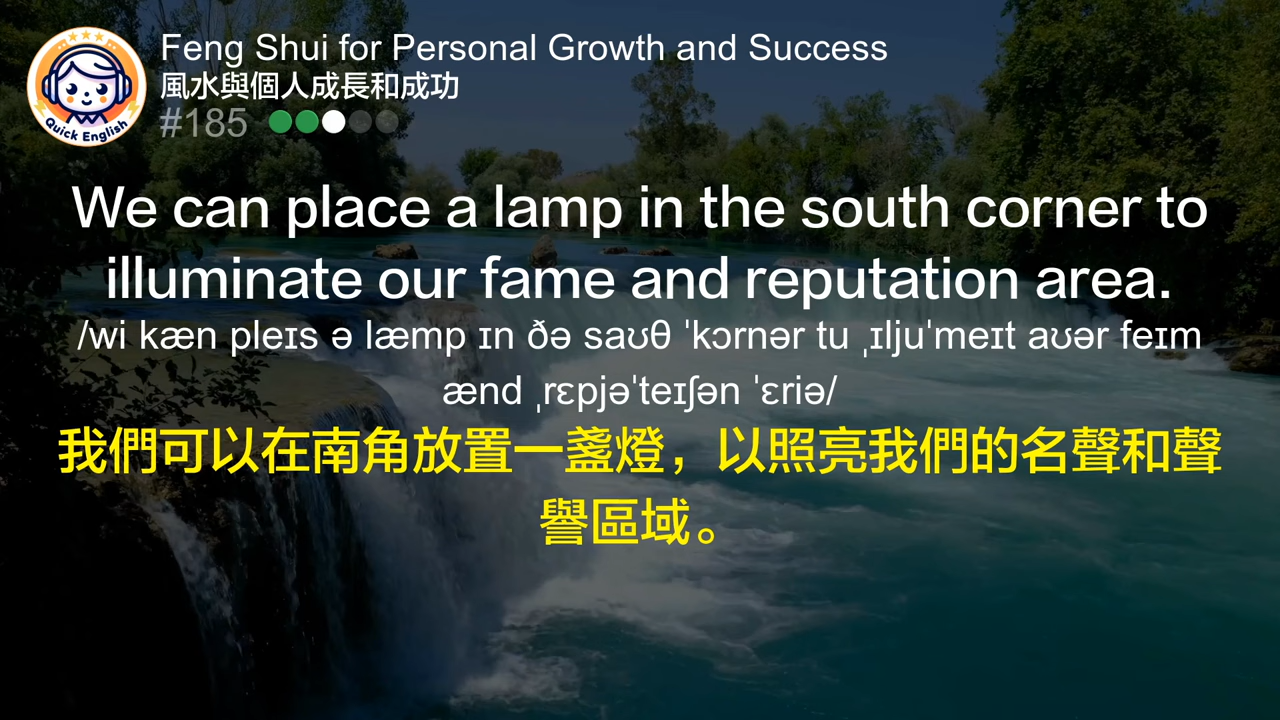 Quick English
Feng Shui for Personal Growth and Success
風水與個人成長和成功
#185
We can place a lamp in the south corner to
illuminate our fame and reputation area.
/wi kæn pleɪs ə læmp ɪn ðə saʊθ ˈkɔrnər tu ˌɪljuˈmeɪt aʊər feɪm
ænd ˌrɛpjəˈteɪʃən ˈɛriə/
我們可以在南角放置一盞燈，以照亮我們的名聲和聲
譽區域。